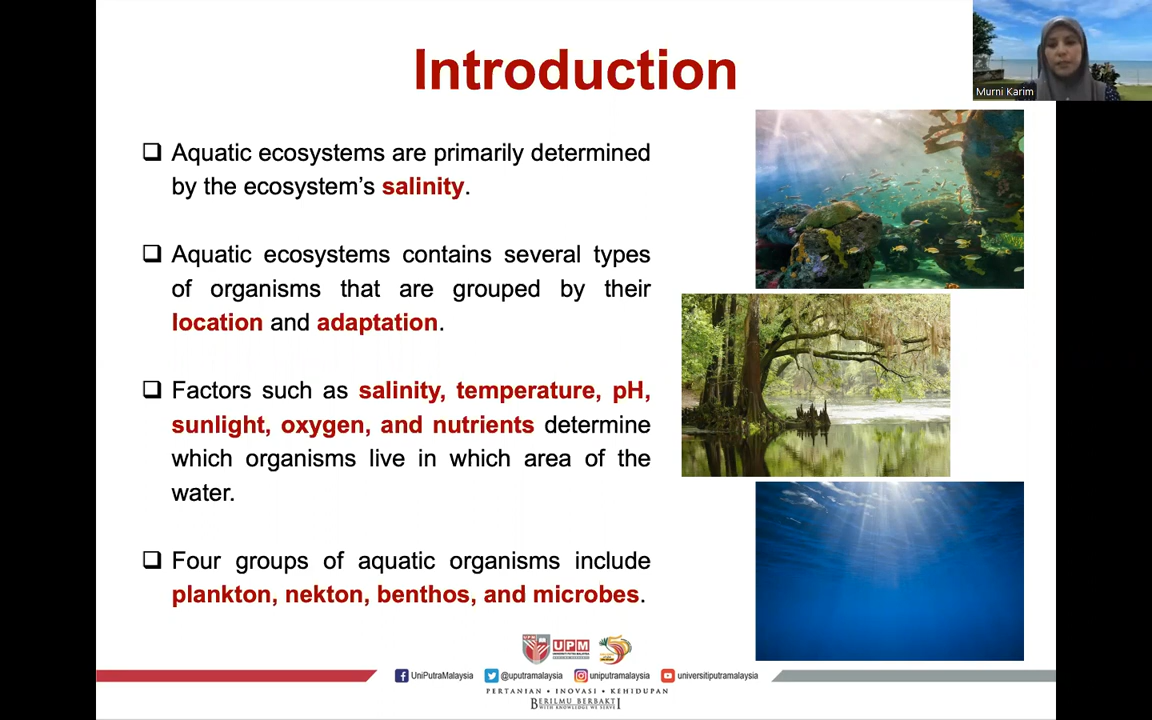 Introduction
Murni Karim
❑ Aquatic ecosystems are primarily determined
by the ecosystem’s salinity.
❑ Aquatic ecosystems contains several types
of organisms that are grouped by their
location and adaptation.
❑ Factors such as salinity, temperature, pH,
sunlight, oxygen, and nutrients determine
which organisms live in which area of the
water.
❑ Four groups of aquatic organisms include
plankton, nekton, benthos, and microbes.
UPM
UniPutraMalaysia @uputramalaysia uniputramalaysia universitiputramalaysia
PERTANIAN • INOVASI • KEHIDUPAN
BERILMU BERBAKTI
WITH KNOWLEDGE WE SERVE